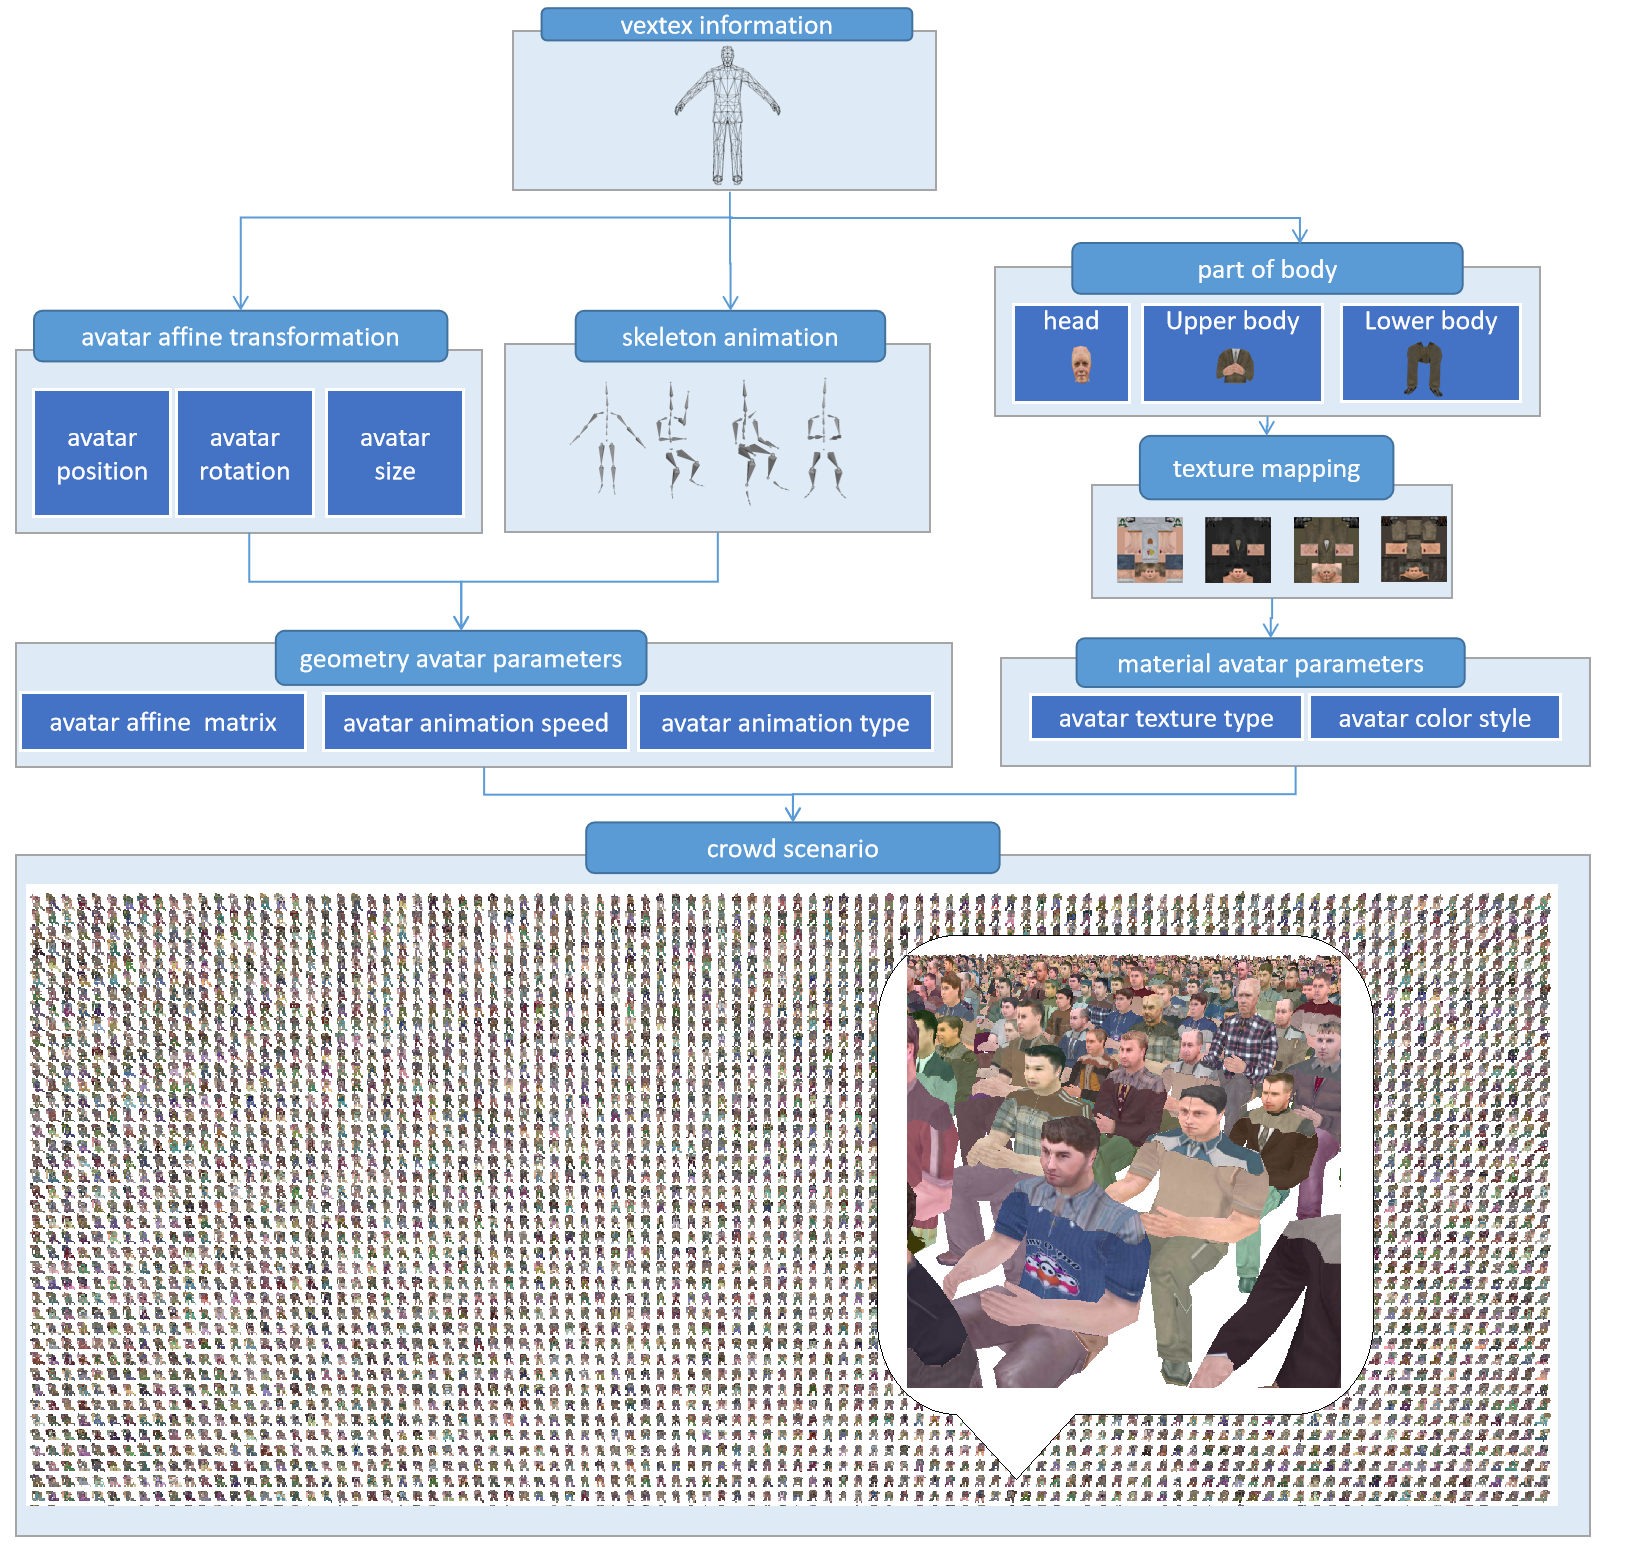 vextex information
part of body
head
Upper body
Lower body
avatar affine transformation
skeleton animation
avatar
position
avatar
rotation
avatar
size
texture mapping
geometry avatar parameters
material avatar parameters
avatar affine matrix
avatar animation speed
avatar animation type
avatar texture type
avatar color style
crowd scenario